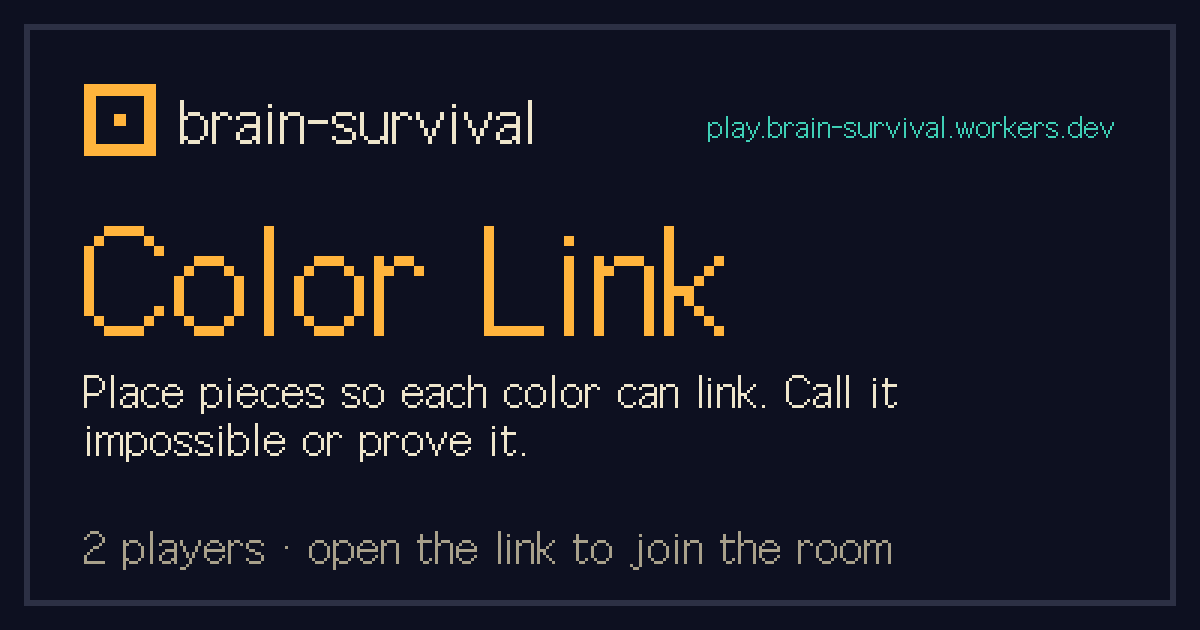 brain-survival
play.brain-survival.workers.dev
Color Link
Place pieces so each color can link. Call it
impossible or prove it.
2 players · open the link to join the room